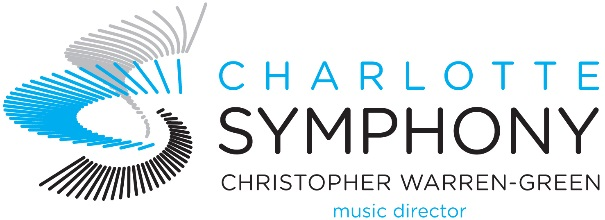 CHARLOTTE
SYMPHONY
CHRISTOPHER WARREN-GREEN
music director